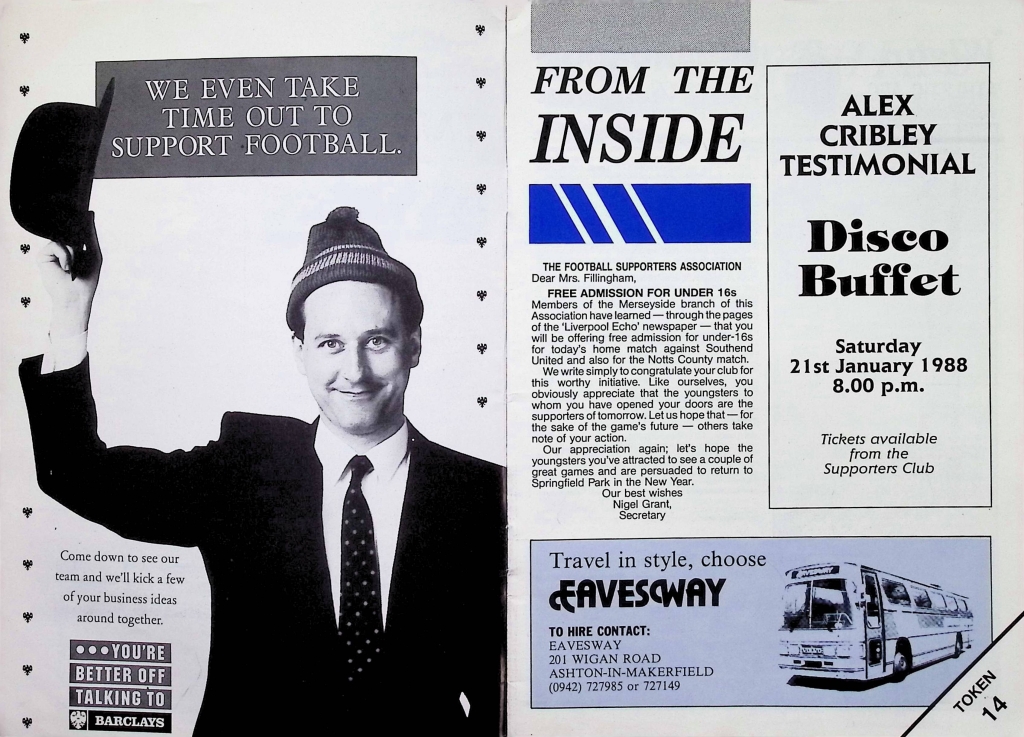 WE EVEN TAKE
TIME OUT TO
SUPPORT FOOTBALL.
Come down to see our
team and we'll kick a few
of your business ideas
around together.
•••YOU'RE
BETTER OFF
TALKING TO
BARCLAYS
FROM THE
INSIDE
THE FOOTBALL SUPPORTERS ASSOCIATION
Dear Mrs. Fillingham,
FREE ADMISSION FOR UNDER 16s
Members of the Merseyside branch of this
Association have learned — through the pages
of the 'Liverpool Echo' newspaper — that you
will be offering free admission for under-16s
for today's home match against Southend
United and also for the Notts County match.
We write simply to congratulate your club for
this worthy initiative. Like ourselves, you
obviously appreciate that the youngsters to
whom you have opened your doors are the
supporters of tomorrow. Let us hope that — for
the sake of the game's future — others take
note of your action.
Our appreciation again; let's hope the
youngsters you've attracted to see a couple of
great games and are persuaded to return to
Springfield Park in the New Year.
Our best wishes
Nigel Grant,
Secretary
ALEX
CRIBLEY
TESTIMONIAL
Disco
Buffet
Saturday
21st January 1988
8.00 p.m.
Tickets available
from the
Supporters Club
Travel in style, choose
EAVESWAY
TO HIRE CONTACT:
EAVESWAY
201 WIGAN ROAD
ASHTON-IN-MAKERFIELD
(0942) 727985 or 727149
EAVESWAY
VOLVO
TOKEN
14